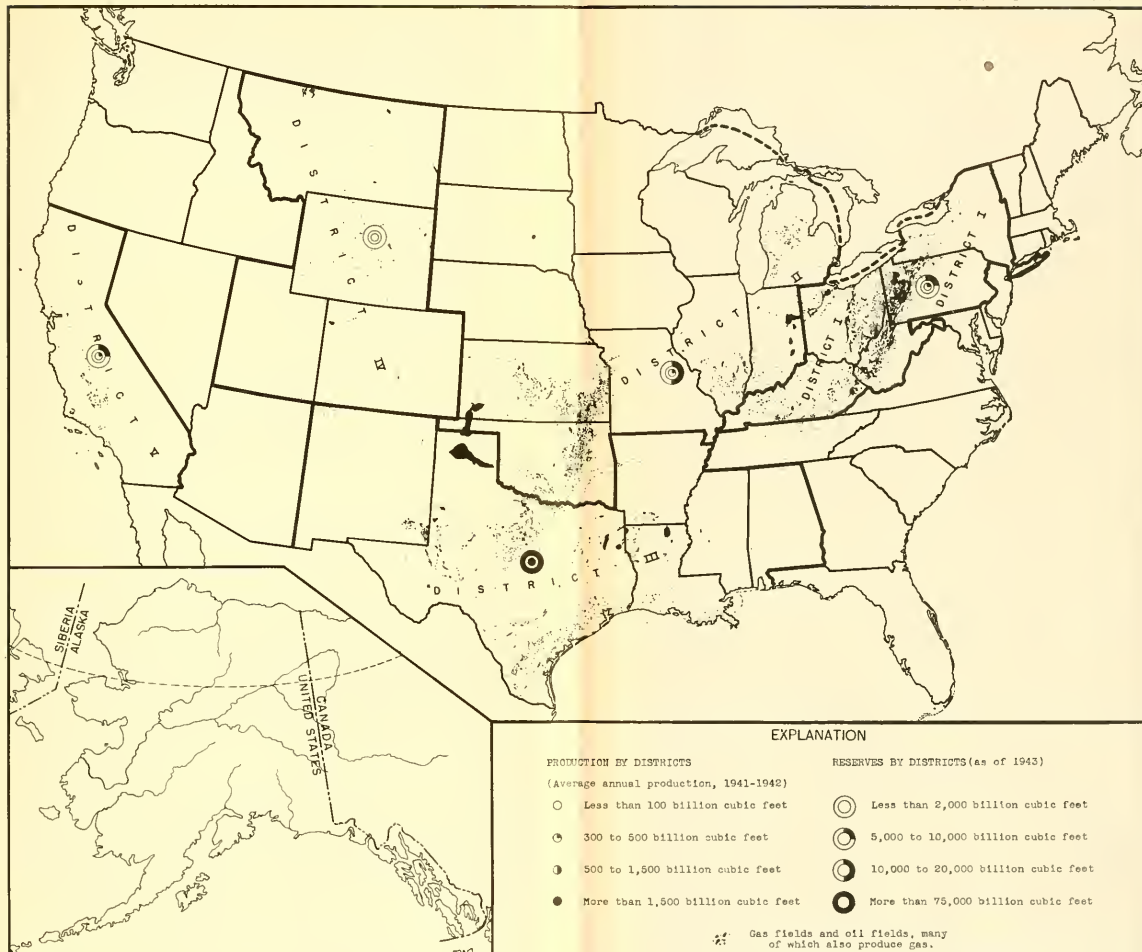 DISTRICT IV
DISTRICT V
DISTRICT II
DISTRICT I
DISTRICT I
DISTRICT III
SIBERIA
ALASKA
CANADA
UNITED STATES
EXPLANATION
PRODUCTION BY DISTRICTS
(Average annual production, 1941-1942)
Less than 100 billion cubic feet
300 to 500 billion cubic feet
500 to 1,500 billion cubic feet
More than 1,500 billion cubic feet
RESERVES BY DISTRICTS (as of 1943)
Less than 2,000 billion cubic feet
5,000 to 10,000 billion cubic feet
10,000 to 20,000 billion cubic feet
More than 75,000 billion cubic feet
Gas fields and oil fields, many
of which also produce gas.